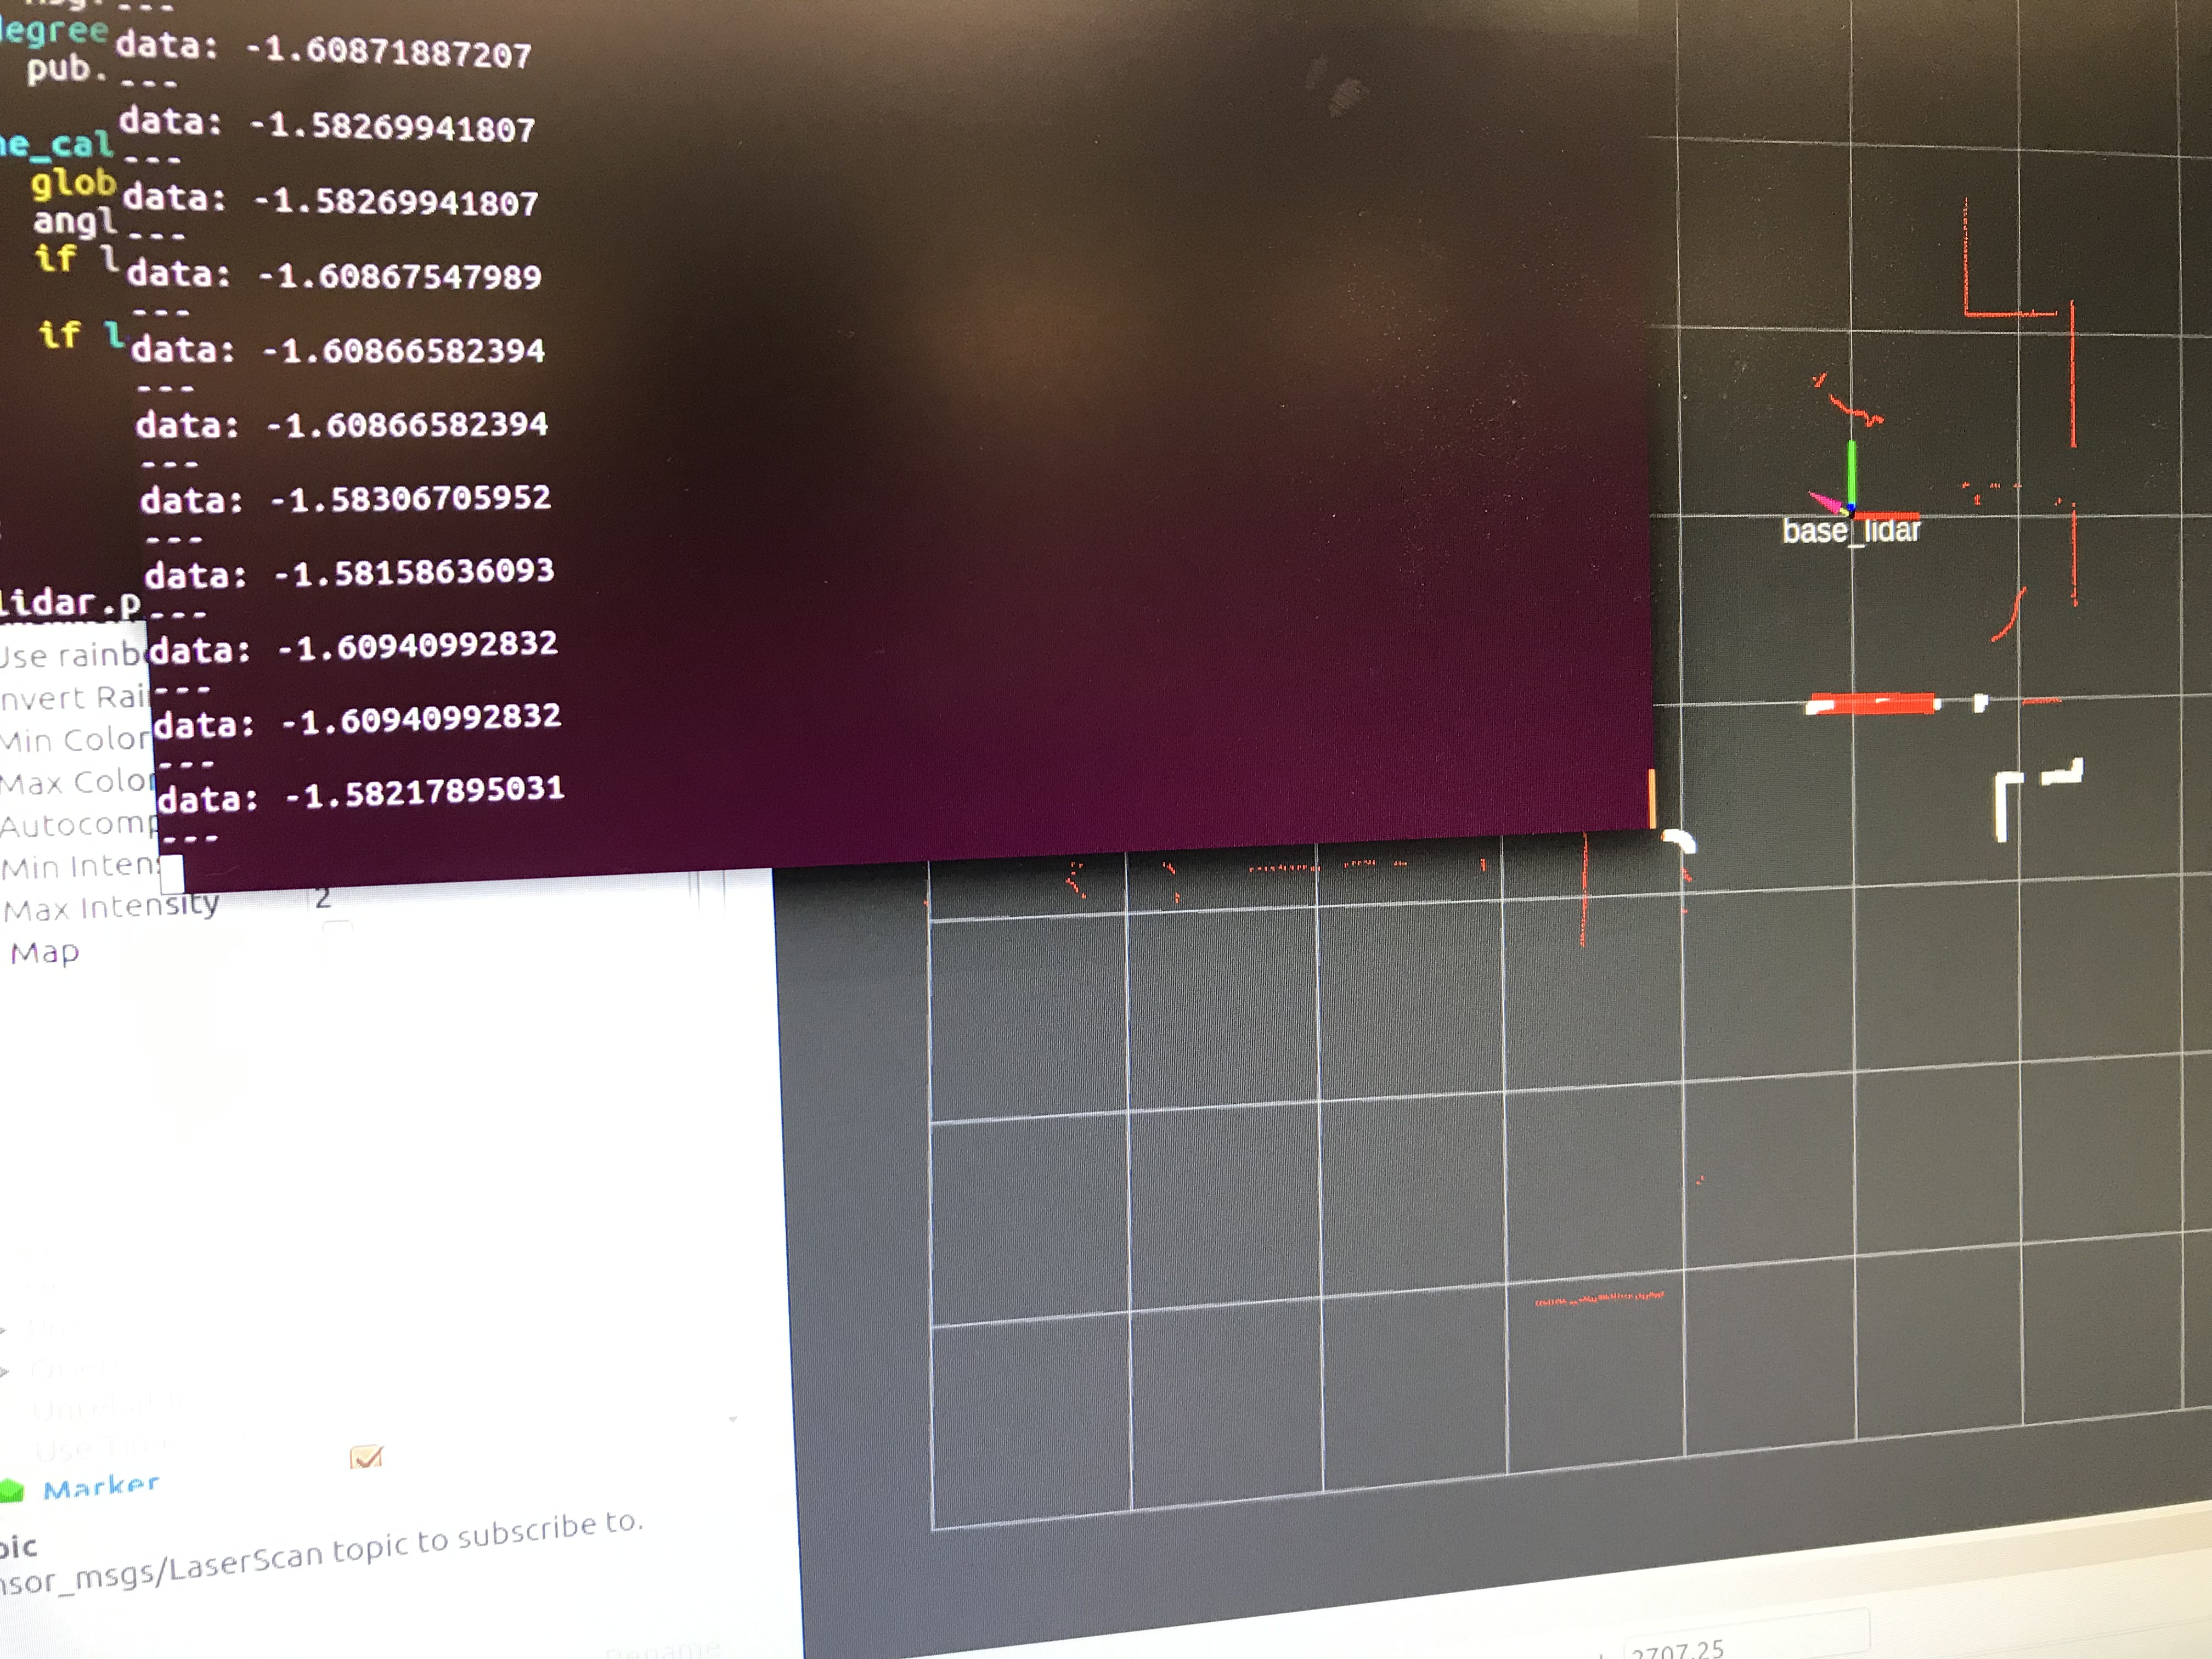 ---
degree
data: -1.60871887207
pub.
---
data: -1.58269941807
ne_cal
---
glob
data: -1.58269941807
angl
---
if l
data: -1.60867547989
---
if l
data: -1.60866582394
---
data: -1.60866582394
---
data: -1.58306705952
---
data: -1.58158636093
lidar.p
---
Use rainb
data: -1.60940992832
nvert Rai
---
Min Color
data: -1.60940992832
---
Max Color
data: -1.58217895031
Autocomp
---
Min Inten
Max Intensity 2
Map
base_lidar
Marker
pic
nsor_msgs/LaserScan topic to subscribe to.
Rename
2707.25